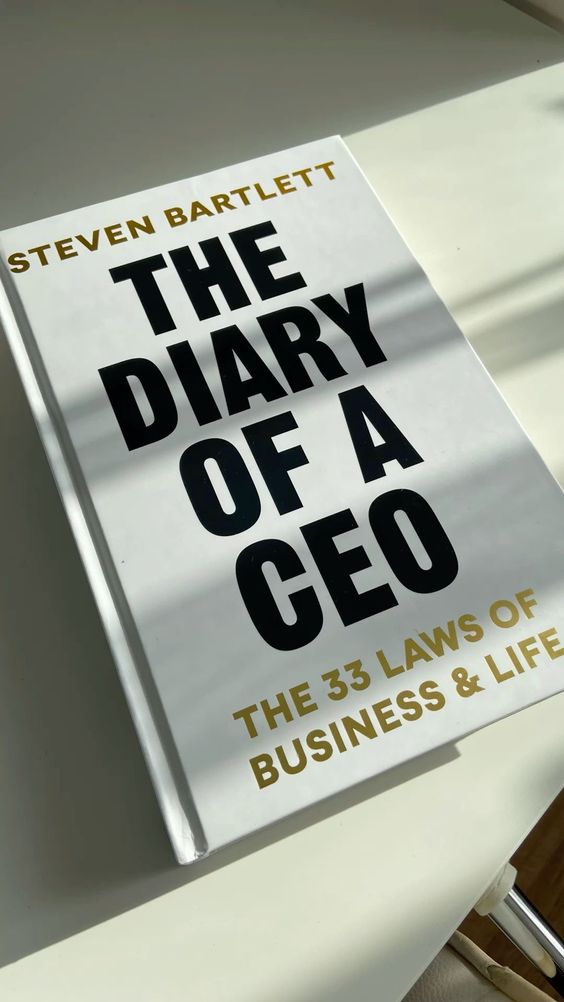 STEVEN BARTLETT
THE
DIARY
OF A
CEO
THE 33 LAWS OF
BUSINESS & LIFE